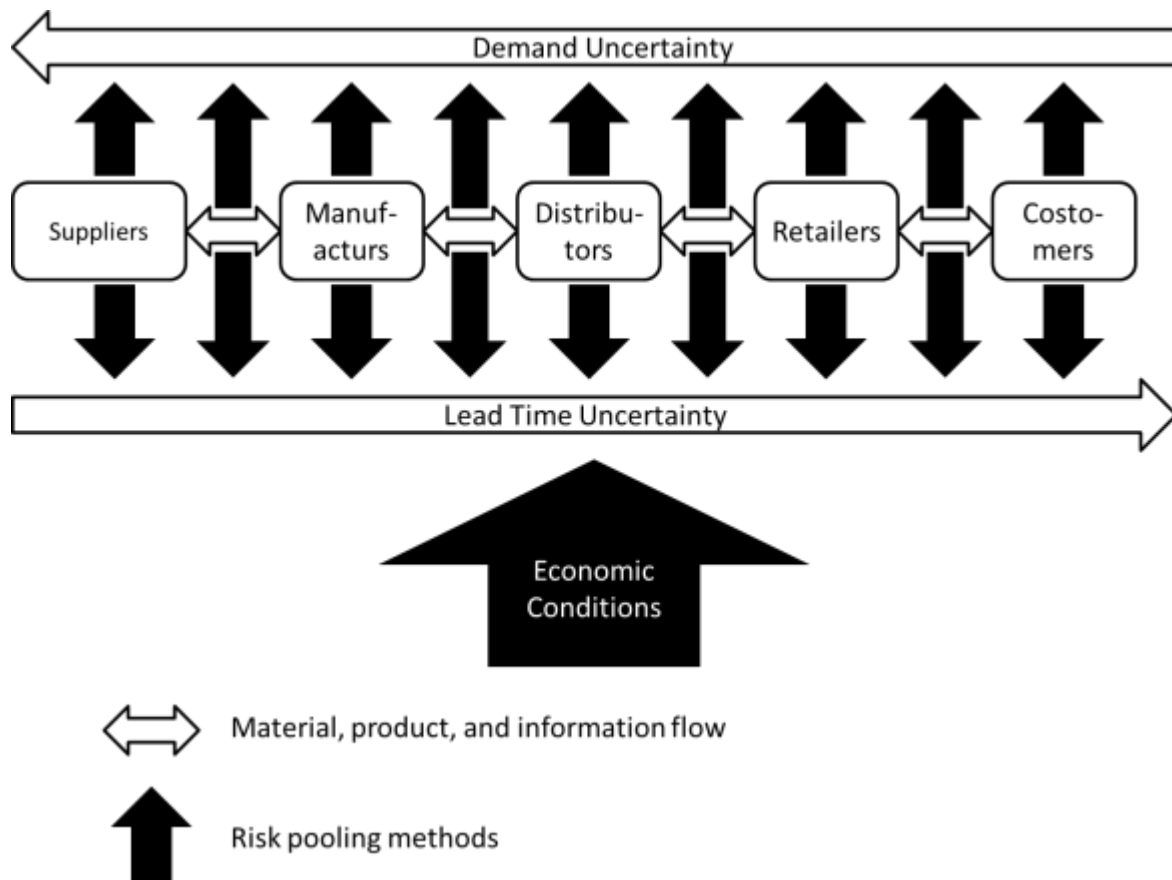 Demand Uncertainty
Suppliers
Manuf-
acturs
Distribu-
tors
Retailers
Costo-
mers
Lead Time Uncertainty
Economic
Conditions
Material, product, and information flow
Risk pooling methods